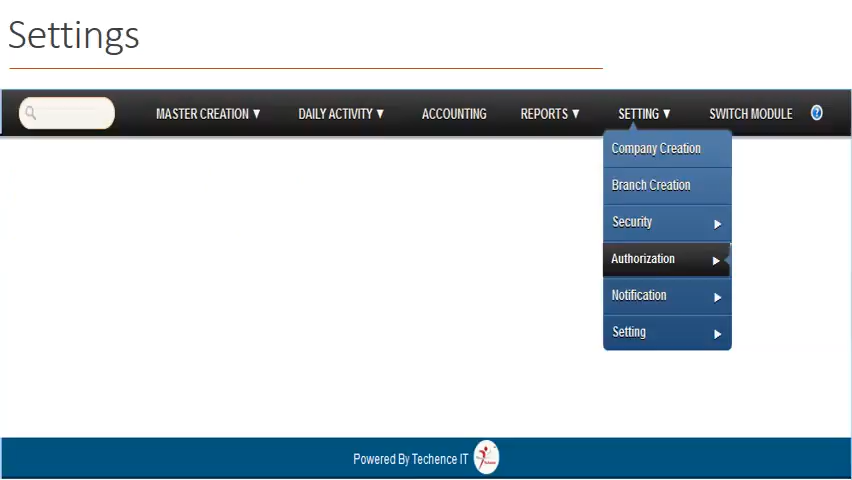 Settings
MASTER CREATION ▼ DAILY ACTIVITY ▼ ACCOUNTING REPORTS ▼ SETTING ▼ SWITCH MODULE ?
Company Creation
Branch Creation
Security ▶
Authorization ▶
Notification ▶
Setting ▶
Powered By Techence IT